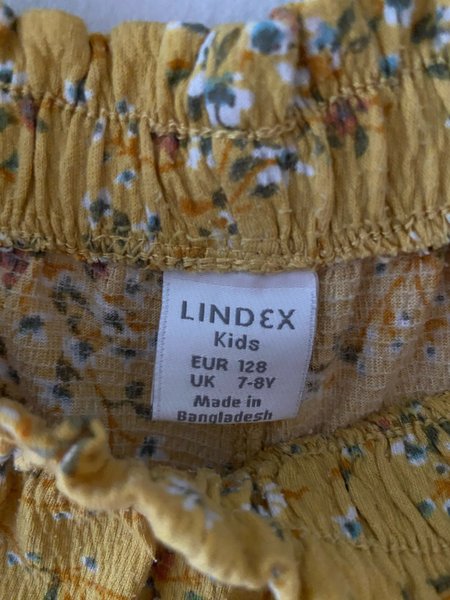 LINDEX
Kids
EUR 128
UK 7-8Y
Made in
Bangladesh